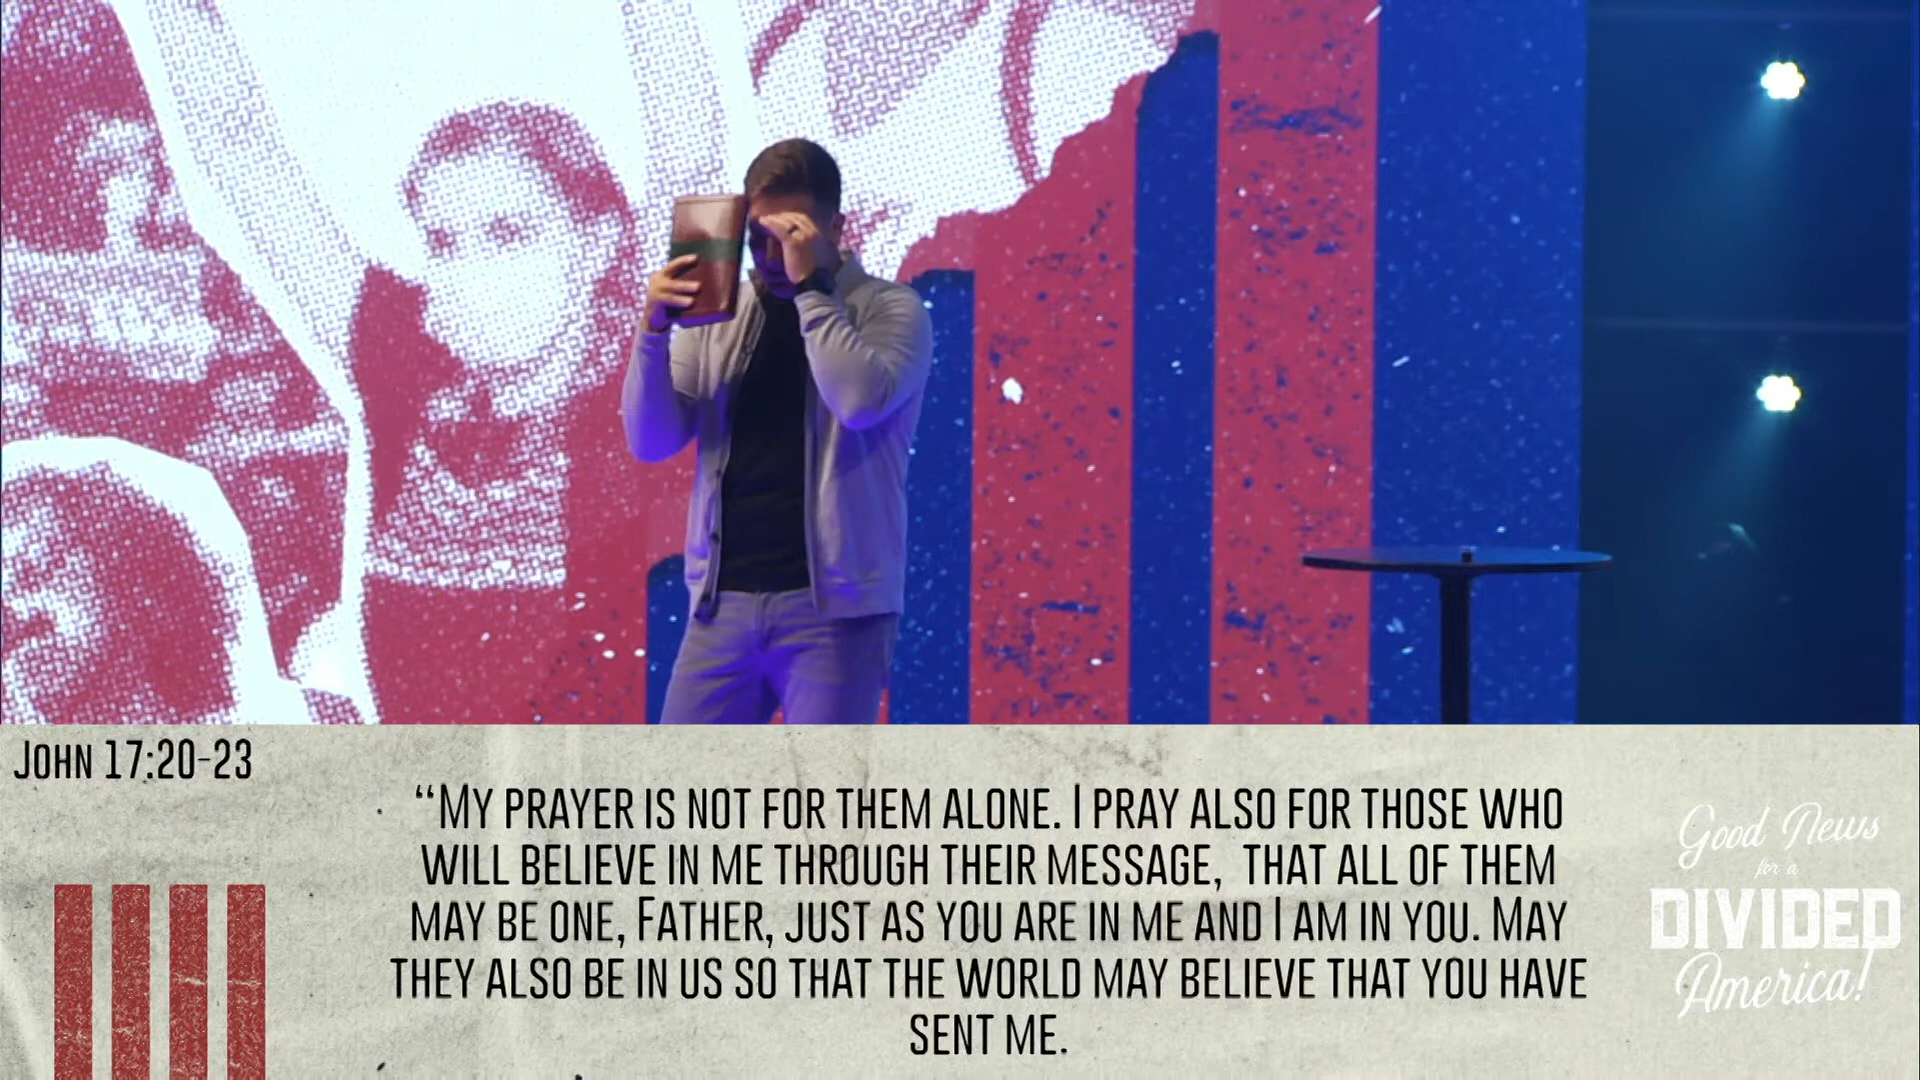 John 17:20-23
“My prayer is not for them alone. I pray also for those who
will believe in me through their message, that all of them
may be one, Father, just as you are in me and I am in you. May
they also be in us so that the world may believe that you have
sent me.
Good News
for a
DIVIDED
America!